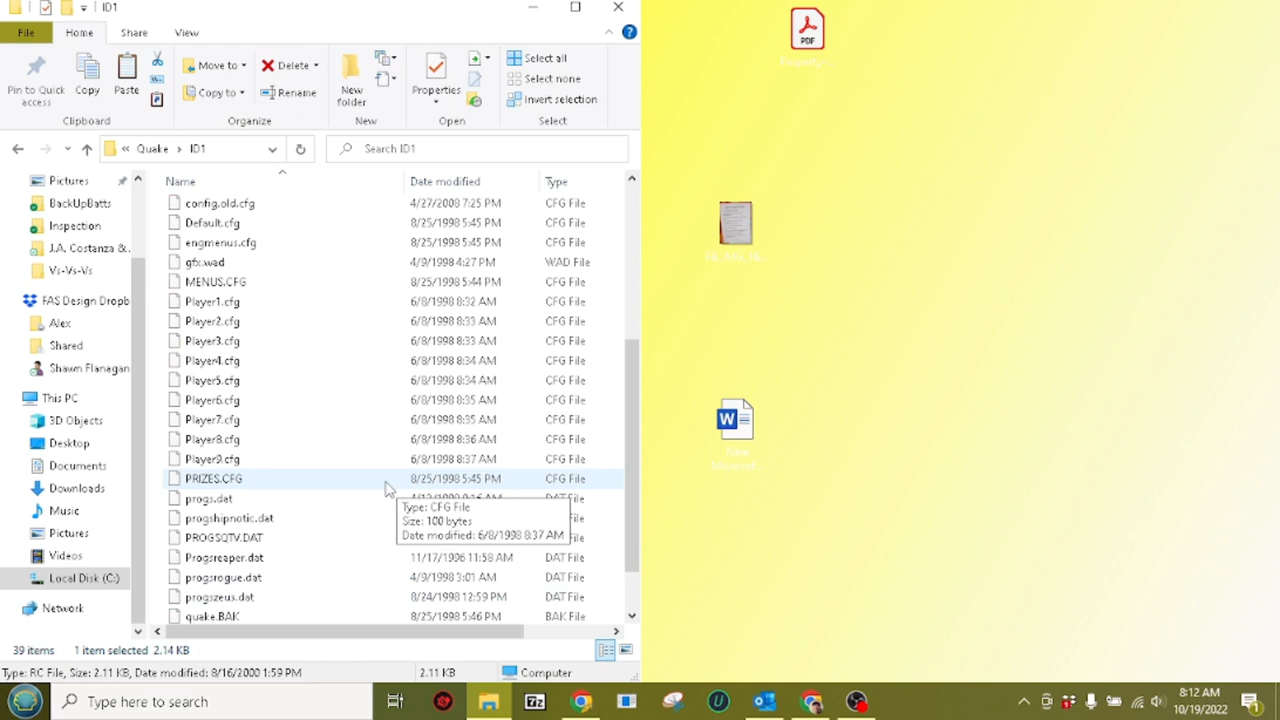 ID1
File Home Share View
Pin to Quick access
Copy
Paste
Move to
Copy to
Delete
Rename
New folder
Properties
Select all
Select none
Invert selection
Clipboard Organize New Open Select
Quake › ID1
Search ID1
Name Date modified Type
config.old.cfg 4/27/2008 7:25 PM CFG File
Default.cfg 8/25/1998 5:45 PM CFG File
engmenus.cfg 8/25/1998 5:45 PM CFG File
gfx.wad 4/9/1998 4:27 PM WAD File
MENUS.CFG 8/25/1998 5:44 PM CFG File
Player1.cfg 6/8/1998 8:32 AM CFG File
Player2.cfg 6/8/1998 8:33 AM CFG File
Player3.cfg 6/8/1998 8:33 AM CFG File
Player4.cfg 6/8/1998 8:34 AM CFG File
Player5.cfg 6/8/1998 8:34 AM CFG File
Player6.cfg 6/8/1998 8:35 AM CFG File
Player7.cfg 6/8/1998 8:35 AM CFG File
Player8.cfg 6/8/1998 8:36 AM CFG File
Player9.cfg 6/8/1998 8:37 AM CFG File
PRIZES.CFG 8/25/1998 5:45 PM CFG File
progs.dat
progshipnotic.dat
PROGSQTV.DAT
Progsreaper.dat 11/17/1996 11:58 AM DAT File
progsrogue.dat 4/9/1998 3:01 AM DAT File
progszeus.dat 8/24/1998 12:59 PM DAT File
quake.BAK 8/25/1998 5:46 PM BAK File
Type: CFG File
Size: 100 bytes
Date modified: 6/8/1998 8:37 AM
Pictures
BackUpBatts
Inspection
J.A. Costanza &.
Vs-Vs-Vs
FAS Design Dropb
Alex
Shared
Shawn Flanagan
This PC
3D Objects
Desktop
Documents
Downloads
Music
Pictures
Videos
Local Disk (C:)
Network
39 items 1 item selected 2.14 KB
Type: RC File, Size: 2.11 KB, Date modified: 8/16/2000 1:59 PM 2.11 KB Computer
PDF
Property-...
W
New
Microsof...
Type here to search
7z
U
8:12 AM
10/19/2022
1